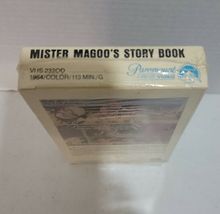 MISTER MAGOO'S STORY BOOK
VHS 2320
1964/COLOR/113 MIN./G
Paramount